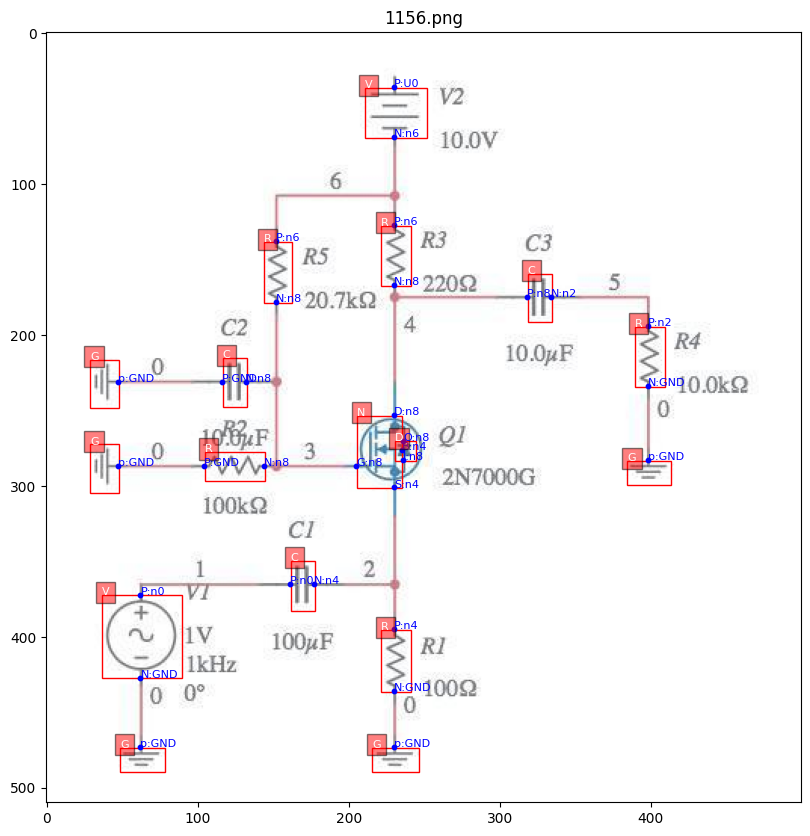 1156.png
0
V
P:U0
V2
N:n6
10.0V
100
6
R
P:n6
R
P:n6
R3
C3
R5
C
N:n8
220Ω
P:n8
N:n2
5
N:n8
20.7kΩ
R
P:n2
C2
4
R4
200
G
C
10.0µF
0
p:GND
P:GND
N:n8
N:GND
10.0kΩ
0
N
D:n8
R2
10.0µF
G
R
D
Q1
0
3
G
p:GND
P:GND
N:n8
G:n8
p:GND
2N7000G
300
S:n4
100kΩ
C1
C
1
2
V
P:n0
V1
P:n0
N:n4
R
P:n4
400
1V
100µF
R1
1kHz
N:GND
N:GND
100Ω
0
0°
0
G
p:GND
G
p:GND
500
0
100
200
300
400